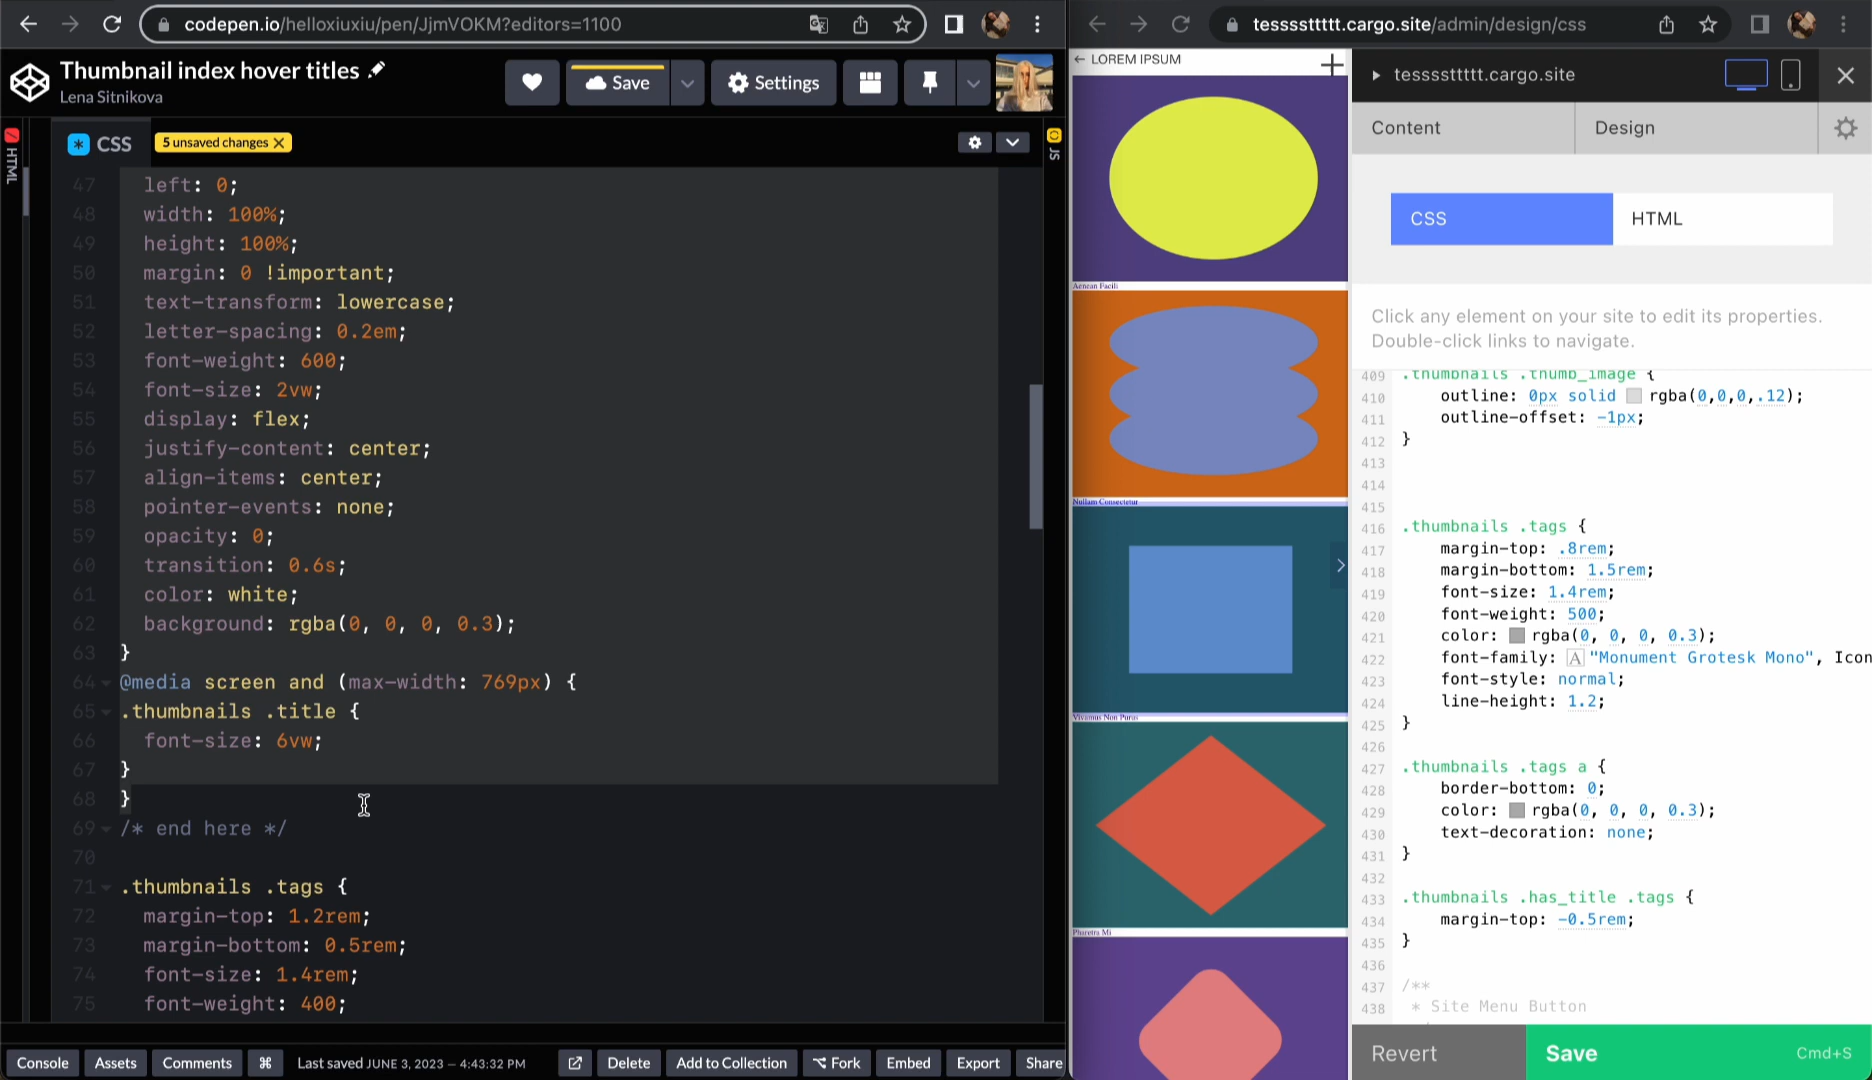 codepen.io/helloxiuxiu/pen/JjmVOKM?editors=1100
Thumbnail index hover titles
Lena Sitnikova
Save
Settings
HTML
CSS
5 unsaved changes
JS
47 left: 0;
48 width: 100%;
49 height: 100%;
50 margin: 0 !important;
51 text-transform: lowercase;
52 letter-spacing: 0.2em;
53 font-weight: 600;
54 font-size: 2vw;
55 display: flex;
56 justify-content: center;
57 align-items: center;
58 pointer-events: none;
59 opacity: 0;
60 transition: 0.6s;
61 color: white;
62 background: rgba(0, 0, 0, 0.3);
63 }
64 @media screen and (max-width: 769px) {
65 .thumbnails .title {
66 font-size: 6vw;
67 }
68 }
69 /* end here */
70
71 .thumbnails .tags {
72 margin-top: 1.2rem;
73 margin-bottom: 0.5rem;
74 font-size: 1.4rem;
75 font-weight: 400;
Console
Assets
Comments
⌘
Last saved JUNE 3, 2023 — 4:43:32 PM
Delete
Add to Collection
Fork
Embed
Export
Share
tesssssttttt.cargo.site/admin/design/css
← LOREM IPSUM
Aenean Facili
Nullam Consectetur
Vivamus Non Purus
Pharetra Mi
tesssssttttt.cargo.site
Content
Design
CSS
HTML
Click any element on your site to edit its properties.
Double-click links to navigate.
409 .thumbnails .thumb_image {
410 outline: 0px solid rgba(0,0,0,.12);
411 outline-offset: -1px;
412 }
413
414
415
416 .thumbnails .tags {
417 margin-top: .8rem;
418 margin-bottom: 1.5rem;
419 font-size: 1.4rem;
420 font-weight: 500;
421 color: rgba(0, 0, 0, 0.3);
422 font-family: A "Monument Grotesk Mono", Icon
423 font-style: normal;
424 line-height: 1.2;
425 }
426
427 .thumbnails .tags a {
428 border-bottom: 0;
429 color: rgba(0, 0, 0, 0.3);
430 text-decoration: none;
431 }
432
433 .thumbnails .has_title .tags {
434 margin-top: -0.5rem;
435 }
436
437 /**
438 * Site Menu Button
Revert
Save
Cmd+S